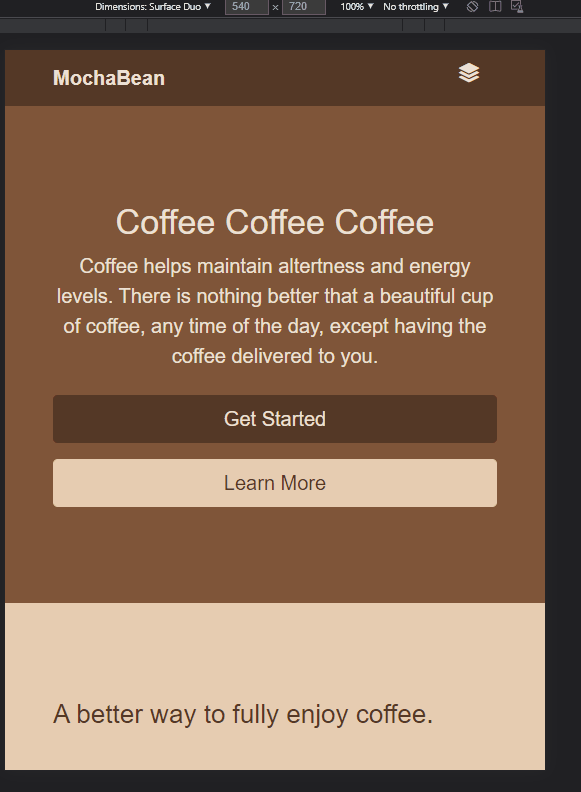 Dimensions: Surface Duo ▼ 540 × 720 100% ▼ No throttling ▼
MochaBean
Coffee Coffee Coffee
Coffee helps maintain altertness and energy
levels. There is nothing better that a beautiful cup
of coffee, any time of the day, except having the
coffee delivered to you.
Get Started
Learn More
A better way to fully enjoy coffee.